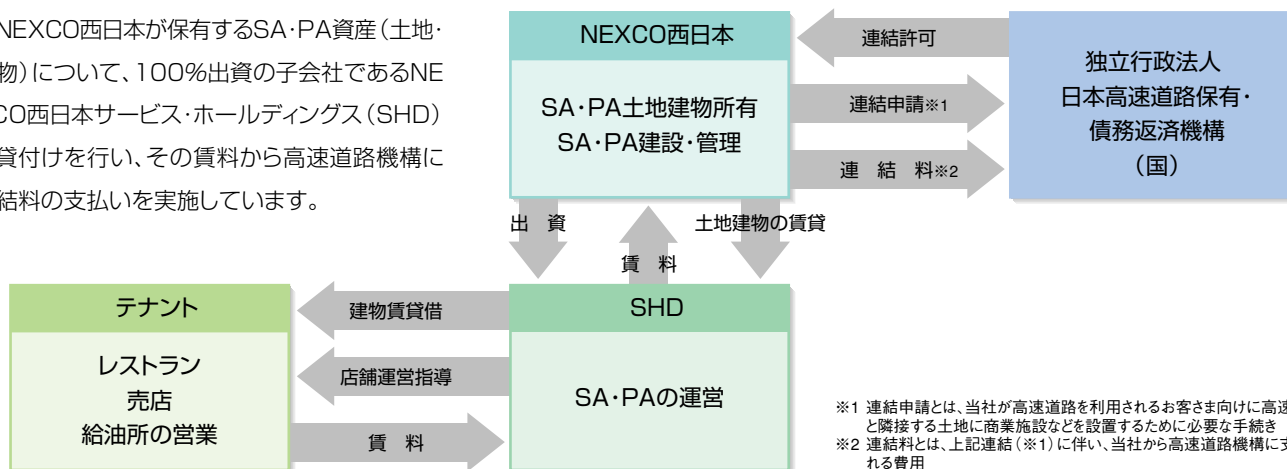 NEXCO西日本が保有するSA・PA資産（土地・
物）について、100%出資の子会社であるNE
CO西日本サービス・ホールディングス（SHD）
貸付けを行い、その賃料から高速道路機構に
結料の支払いを実施しています。
NEXCO西日本
SA・PA土地建物所有
SA・PA建設・管理
連結許可
連結申請※1
連 結 料※2
独立行政法人
日本高速道路保有・
債務返済機構
（国）
出 資
賃 料
土地建物の賃貸
テナント
レストラン
売店
給油所の営業
建物賃貸借
店舗運営指導
賃 料
SHD
SA・PAの運営
※1 連結申請とは、当社が高速道路を利用されるお客さま向けに高速
と隣接する土地に商業施設などを設置するために必要な手続き
※2 連結料とは、上記連結（※1）に伴い、当社から高速道路機構に支
れる費用